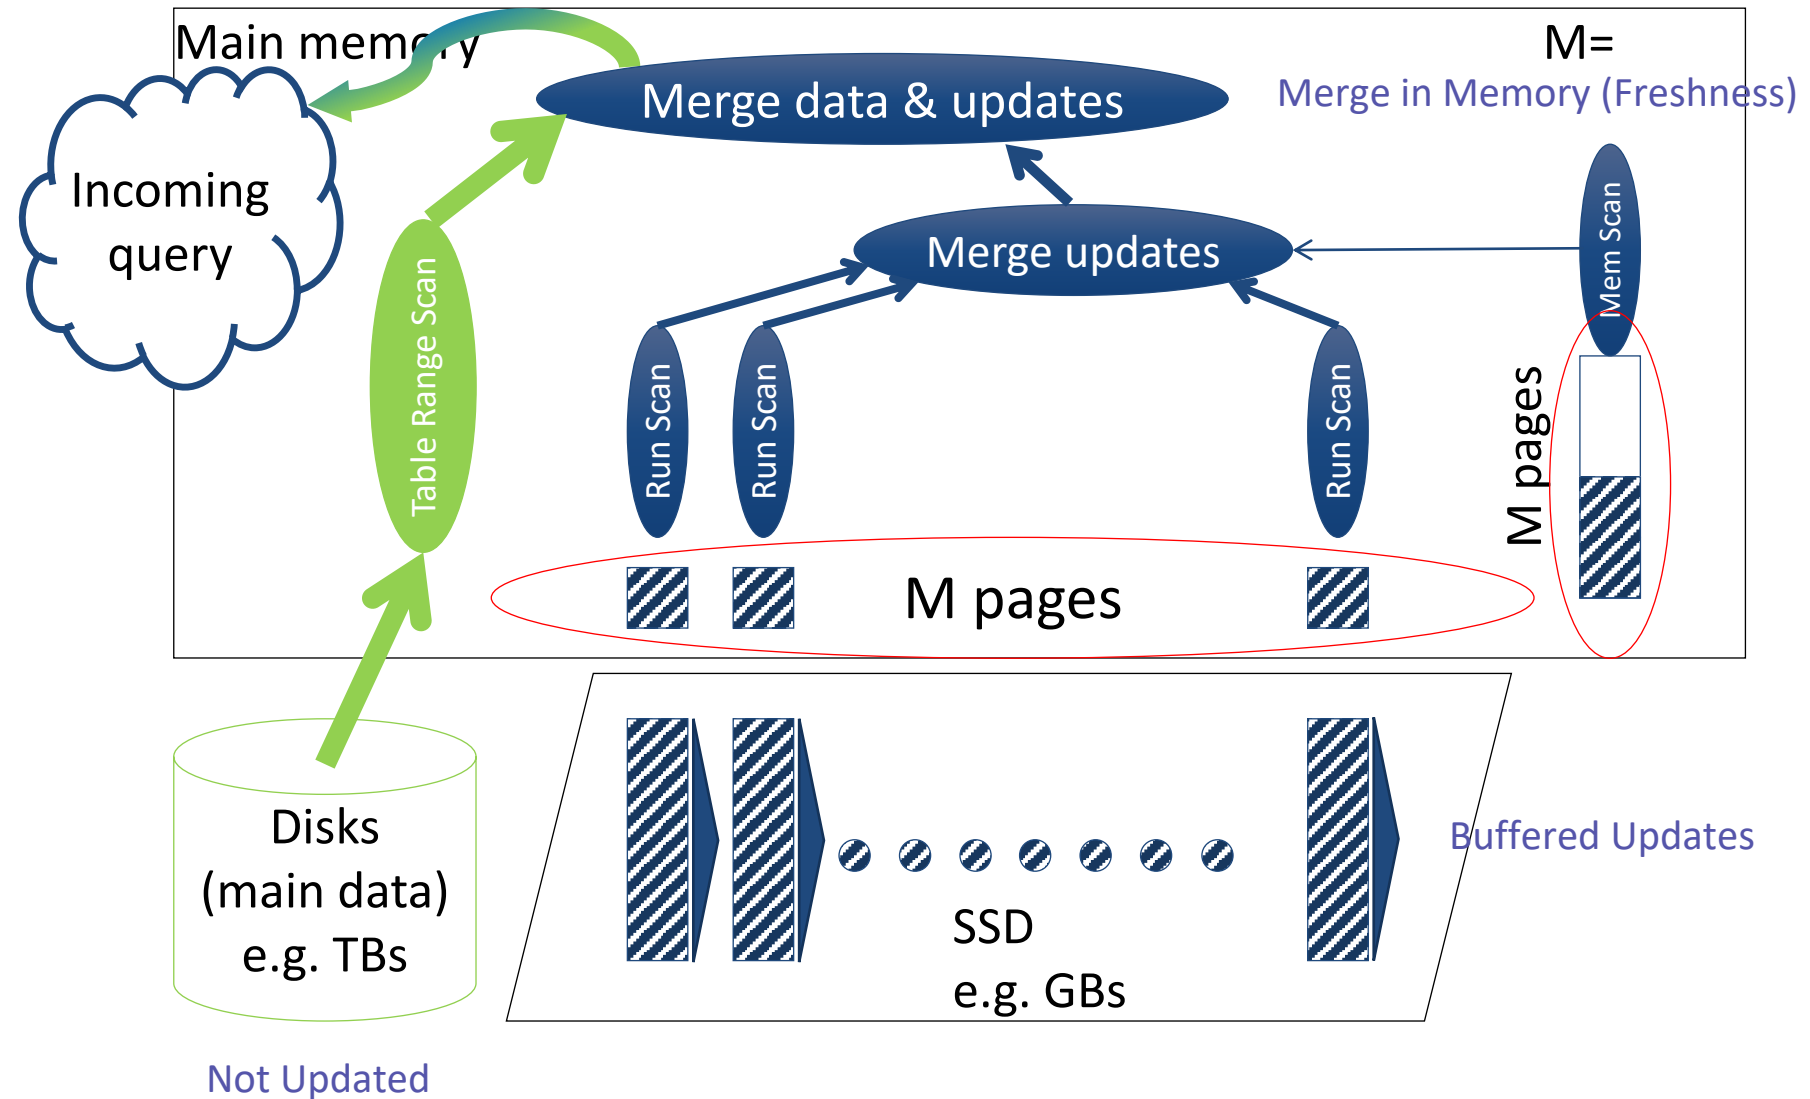 Main memory
M=
Merge in Memory (Freshness)
Merge data & updates
Incoming
query
Merge updates
Mem Scan
Table Range Scan
Run Scan
Run Scan
Run Scan
M pages
M pages
Disks
(main data)
e.g. TBs
SSD
e.g. GBs
Buffered Updates
Not Updated